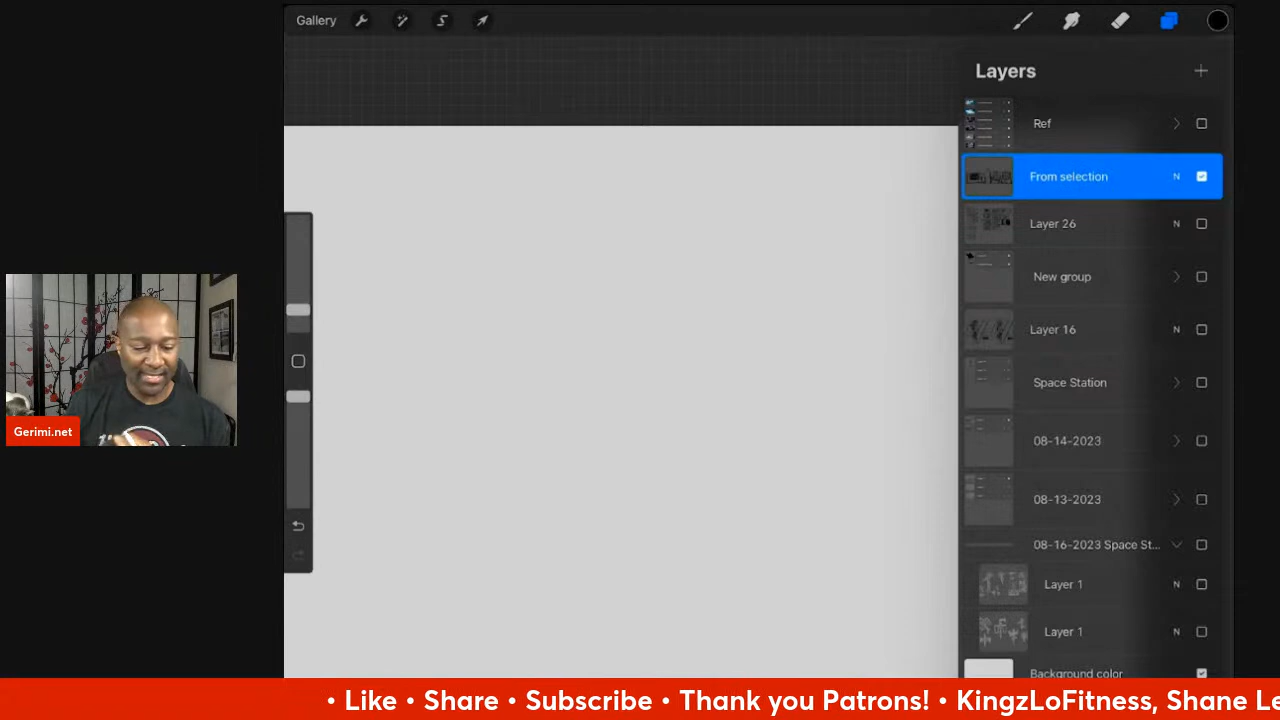 Gallery
Layers
Ref
From selection N
Layer 26 N
New group
Layer 16 N
Space Station
08-14-2023
08-13-2023
08-16-2023 Space St...
Layer 1 N
Layer 1 N
Background color
Gerimi.net
• Like • Share • Subscribe • Thank you Patrons! • KingzLoFitness, Shane Le